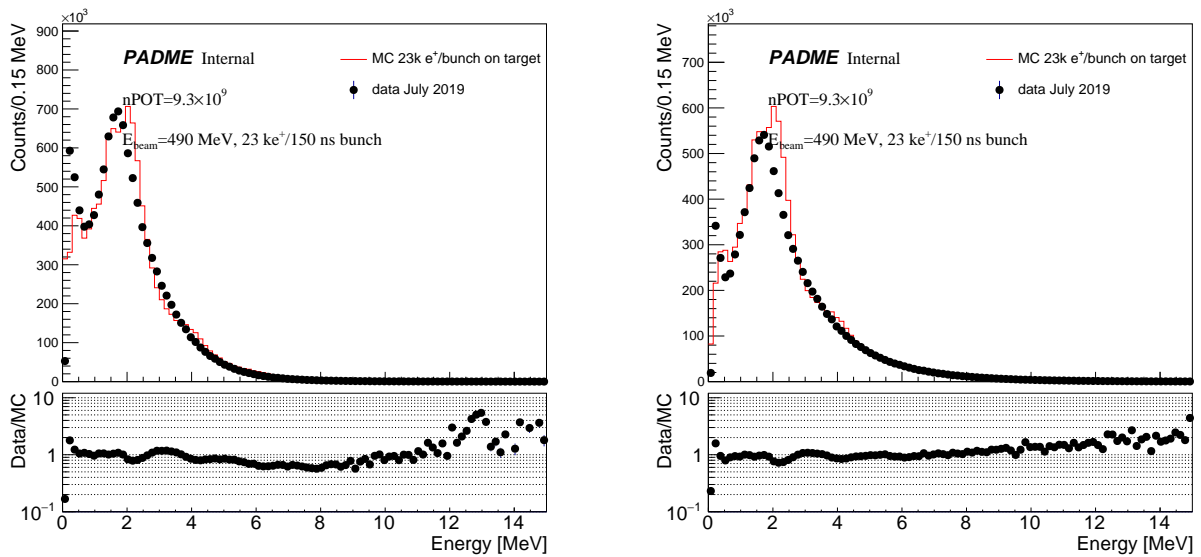 ×10³
900
800
700
600
500
400
300
200
100
0
Counts/0.15 MeV
PADME Internal
MC 23k e⁺/bunch on target
data July 2019
nPOT=9.3×10⁹
E_beam=490 MeV, 23 ke⁺/150 ns bunch
10
1
10⁻¹
Data/MC
0 2 4 6 8 10 12 14
Energy [MeV]
×10³
700
600
500
400
300
200
100
0
Counts/0.15 MeV
PADME Internal
MC 23k e⁺/bunch on target
data July 2019
nPOT=9.3×10⁹
E_beam=490 MeV, 23 ke⁺/150 ns bunch
10
1
10⁻¹
Data/MC
0 2 4 6 8 10 12 14
Energy [MeV]